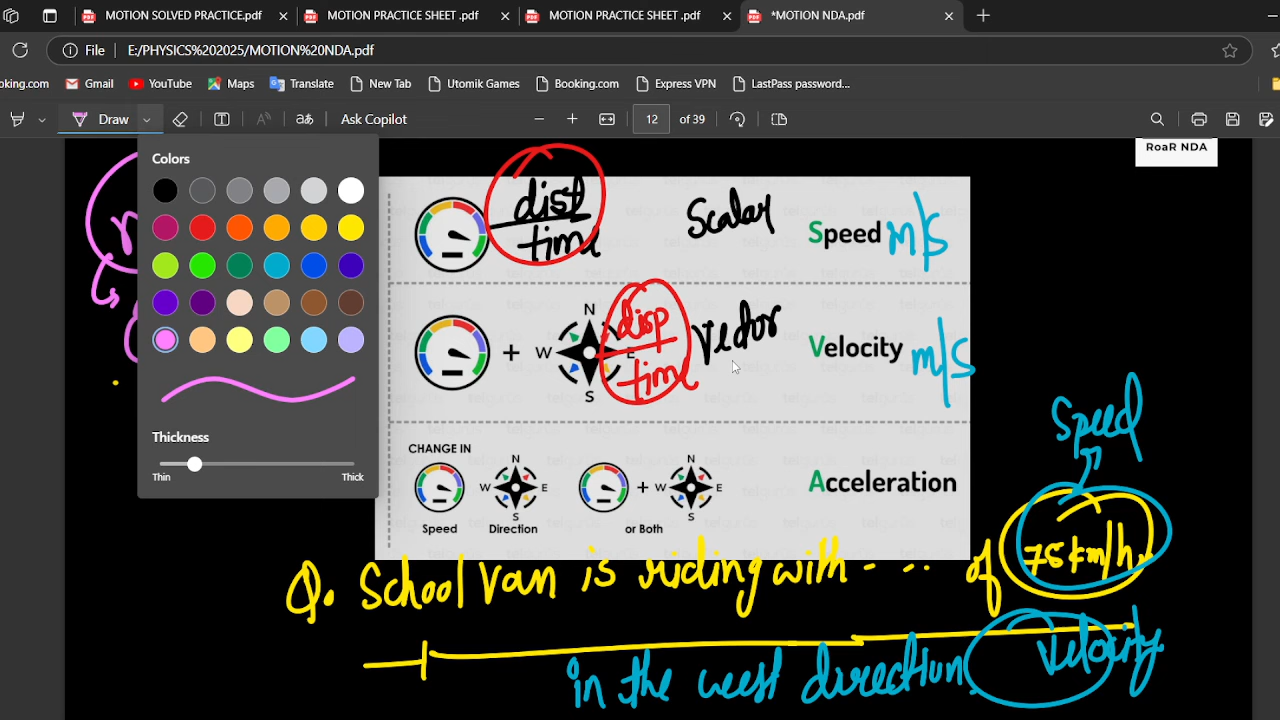 MOTION SOLVED PRACTICE.pdf
MOTION PRACTICE SHEET .pdf
MOTION PRACTICE SHEET .pdf
*MOTION NDA.pdf
File E:/PHYSICS%202025/MOTION%20NDA.pdf
oking.com Gmail YouTube Maps Translate New Tab Utomik Games Booking.com Express VPN LastPass password...
Draw Ask Copilot 12 of 39
RoaR NDA
Colors
Thickness
Thin Thick
dist
time
Scalar
Speed m/s
N
W E
S
disp
time
Vector
Velocity m/s
CHANGE IN
N
W E
S
N
W E
S
Speed Direction or Both
Acceleration
Speed
Q. School Van is riding with - - - of 75km/h.
in the west direction. Velocity